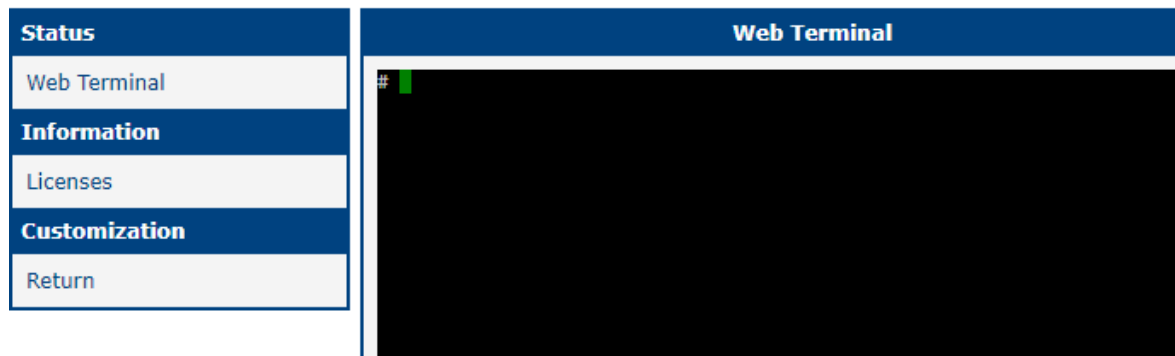 Status
Web Terminal
Information
Licenses
Customization
Return
Web Terminal
#